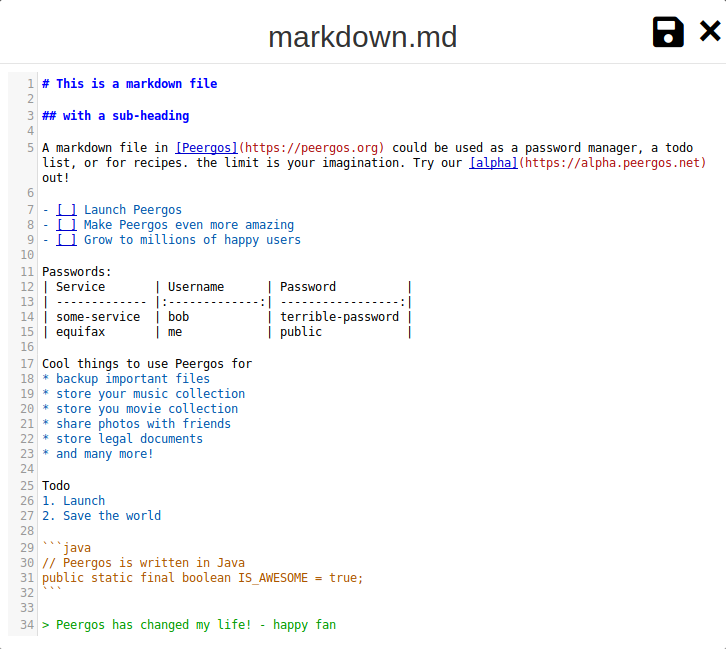 markdown.md
1 # This is a markdown file
2
3 ## with a sub-heading
4
5 A markdown file in [Peergos](https://peergos.org) could be used as a password manager, a todo
list, or for recipes. the limit is your imagination. Try our [alpha](https://alpha.peergos.net)
out!
6
7 - [ ] Launch Peergos
8 - [ ] Make Peergos even more amazing
9 - [ ] Grow to millions of happy users
10
11 Passwords:
12 | Service       | Username      | Password          |
13 | ------------- |:-------------:| -----------------:|
14 | some-service  | bob           | terrible-password |
15 | equifax       | me            | public            |
16
17 Cool things to use Peergos for
18 * backup important files
19 * store your music collection
20 * store you movie collection
21 * share photos with friends
22 * store legal documents
23 * and many more!
24
25 Todo
26 1. Launch
27 2. Save the world
28
29 ```java
30 // Peergos is written in Java
31 public static final boolean IS_AWESOME = true;
32 ```
33
34 > Peergos has changed my life! - happy fan